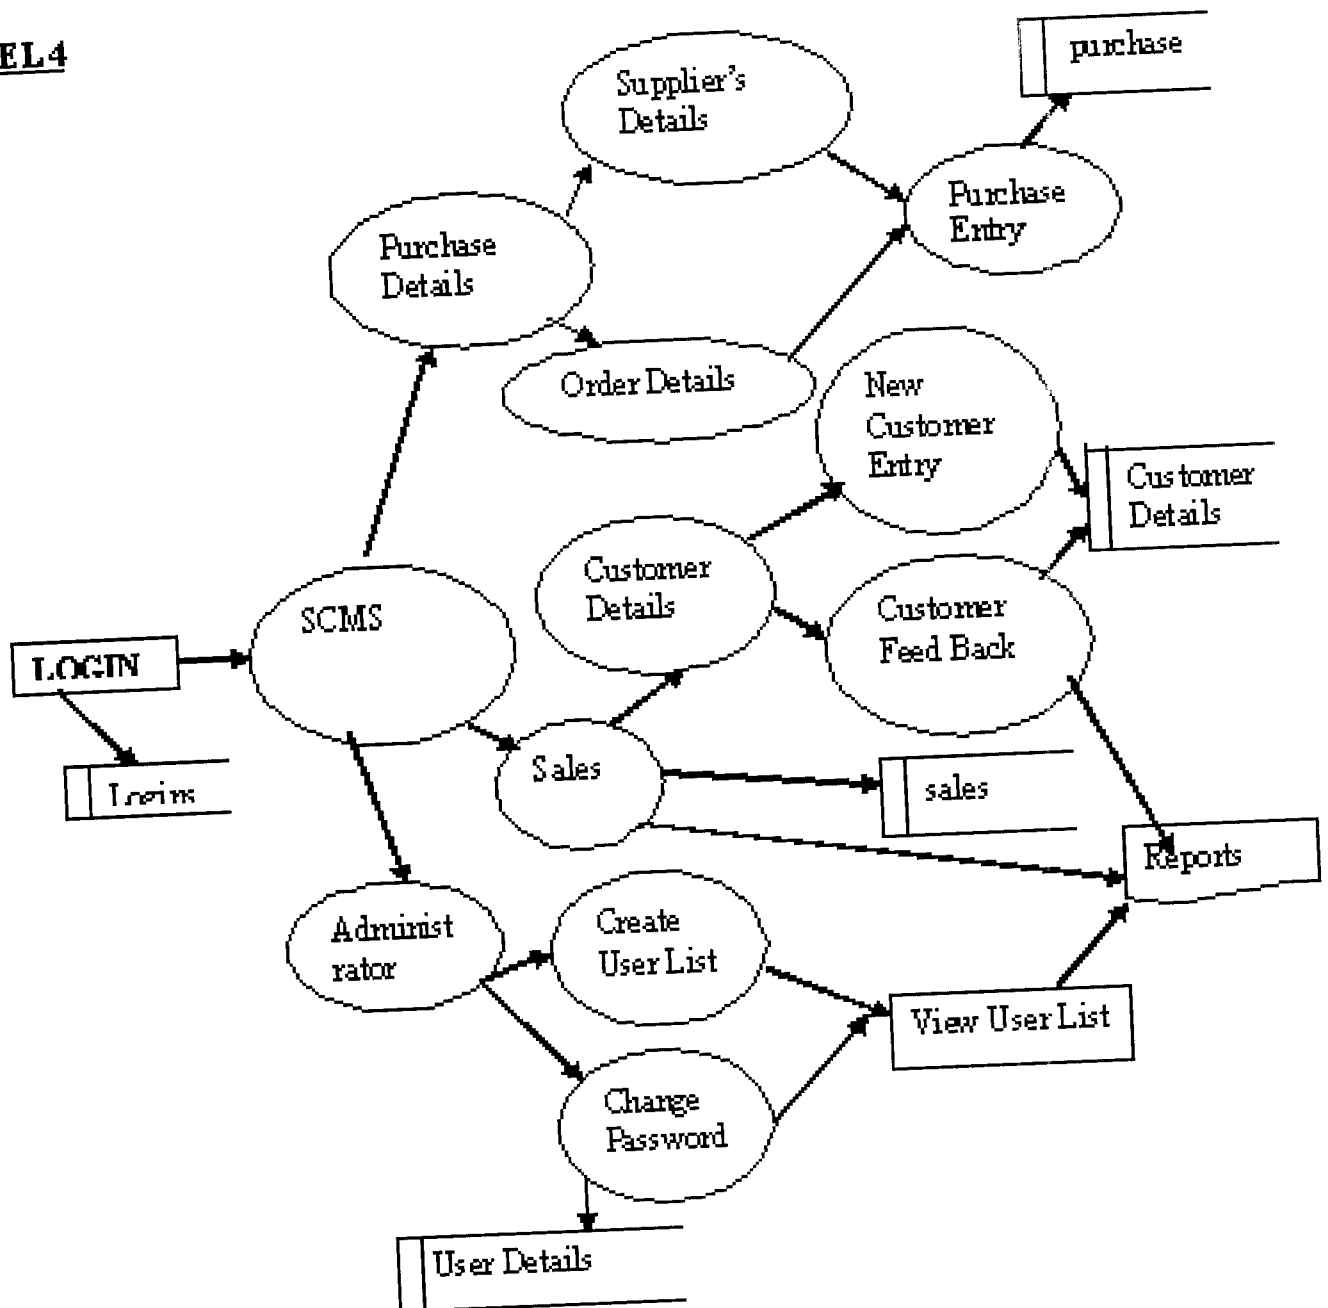 EL4
purchase
Supplier's
Details
Purchase
Entry
Purchase
Details
Order Details
New
Customer
Entry
Customer
Details
Customer
Details
Customer
Feed Back
SCMS
LOGIN
Logins
Sales
sales
Reports
Administ
rator
Create
User List
View User List
Change
Password
User Details